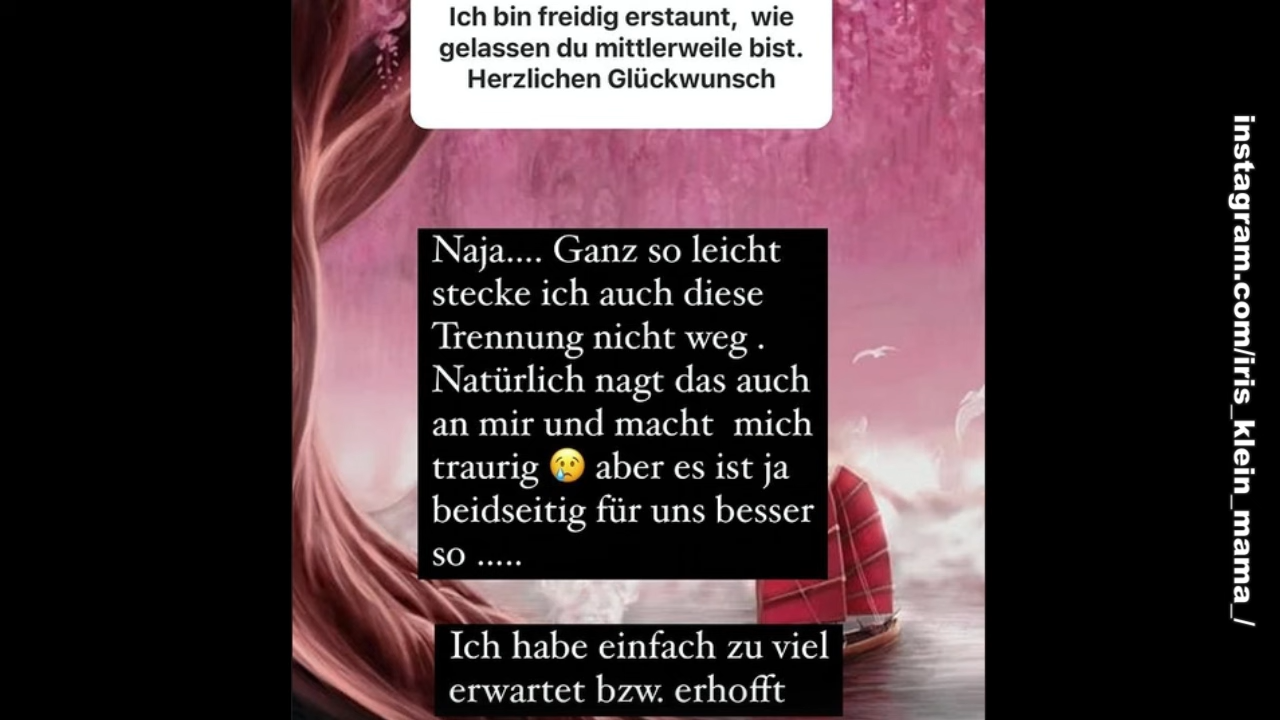 Ich bin freidig erstaunt, wie
gelassen du mittlerweile bist.
Herzlichen Glückwunsch
Naja.... Ganz so leicht
stecke ich auch diese
Trennung nicht weg .
Natürlich nagt das auch
an mir und macht mich
traurig 😢 aber es ist ja
beidseitig für uns besser
so .....
Ich habe einfach zu viel
erwartet bzw. erhofft
instagram.com/iris_klein_mama_/